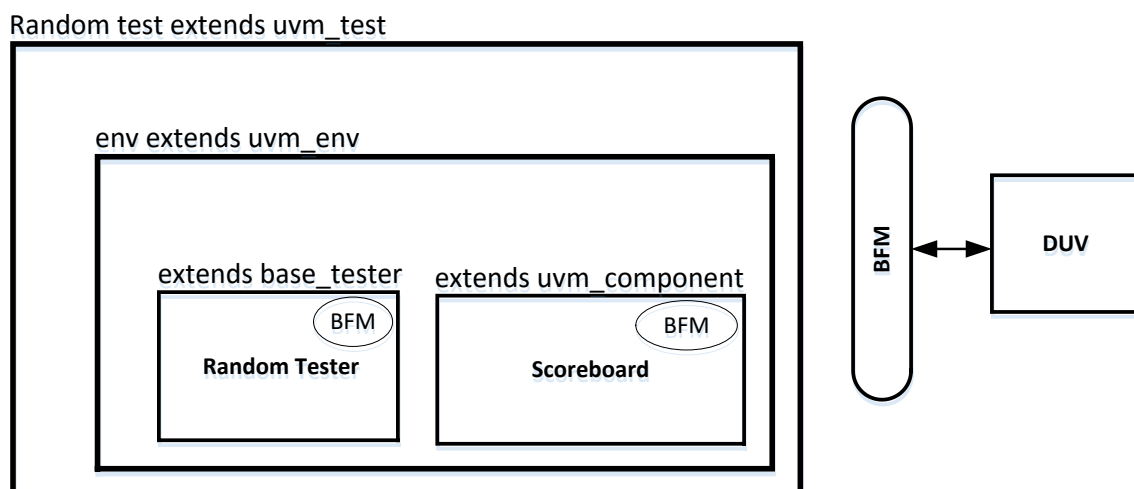 Random test extends uvm_test
env extends uvm_env
extends base_tester
extends uvm_component
BFM
BFM
Random Tester
Scoreboard
BFM
DUV